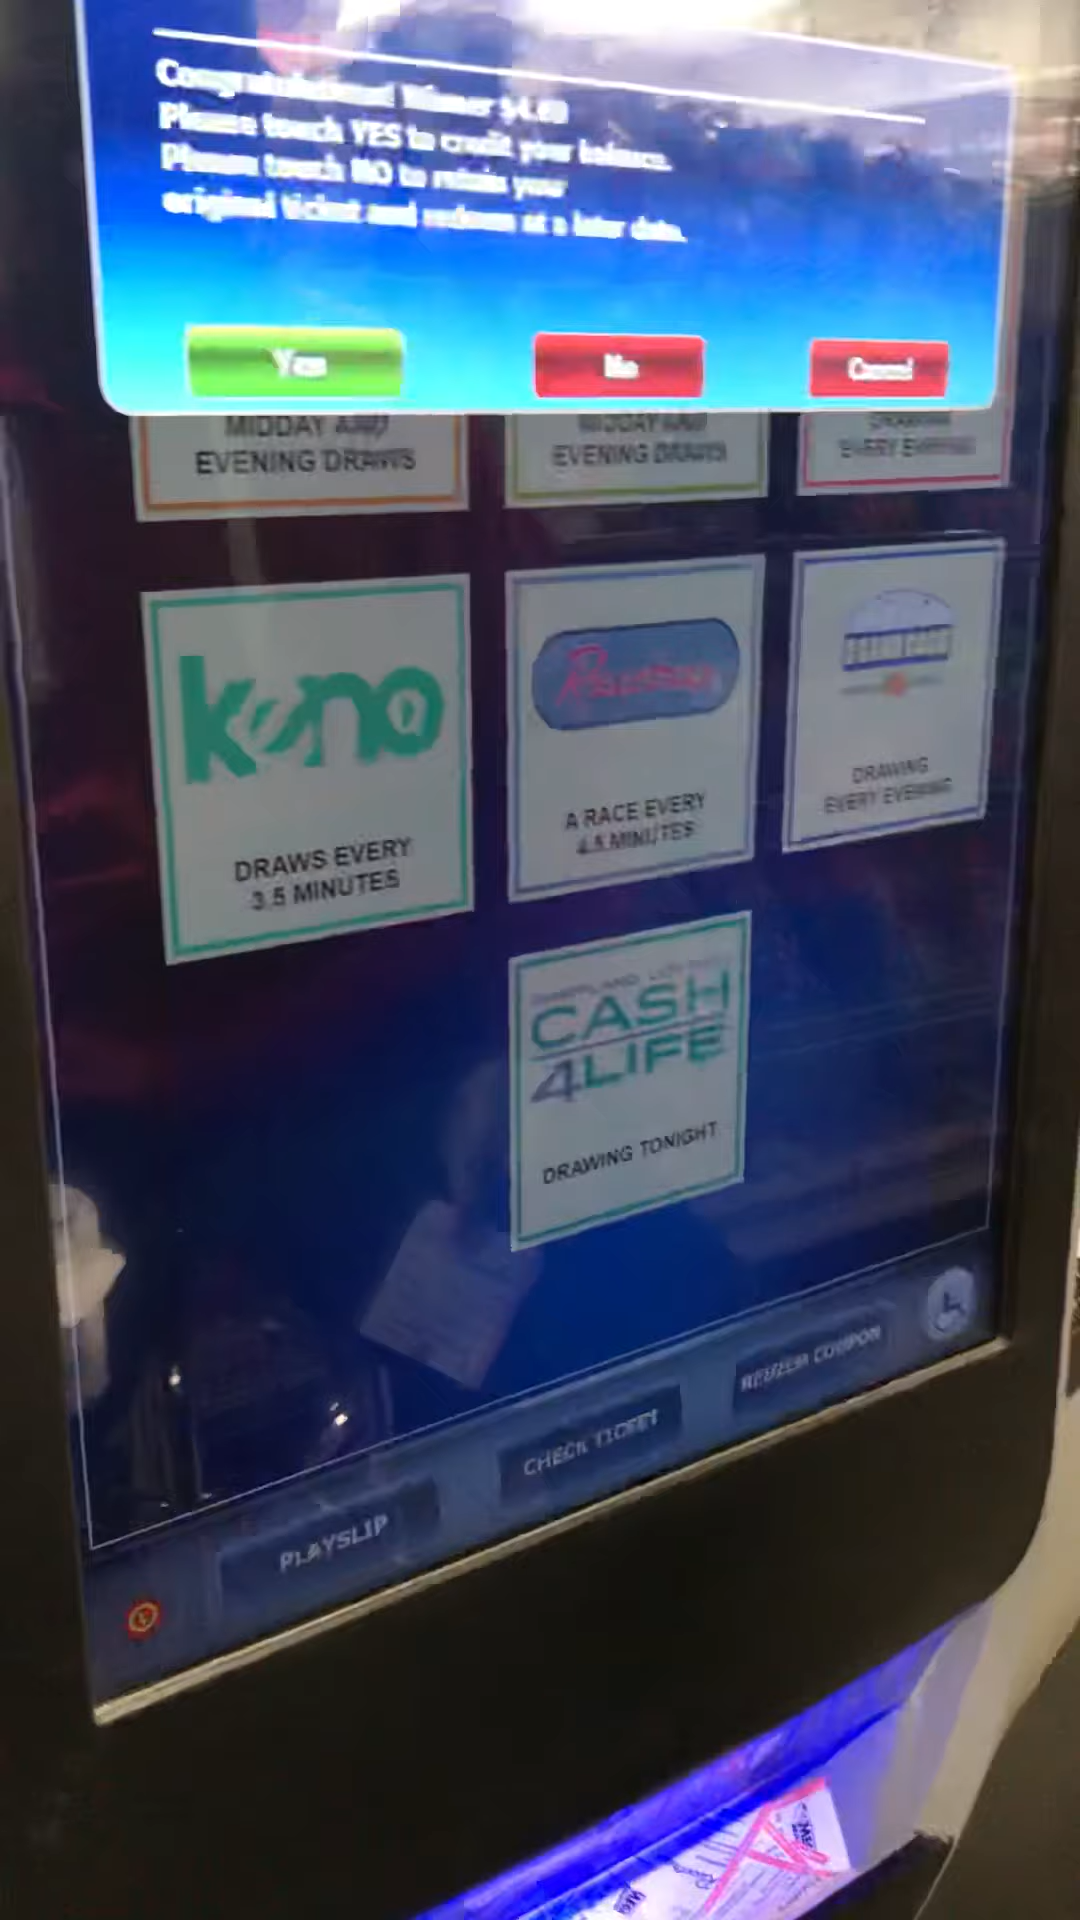 Congratulations! Winner
Please touch YES to credit your balance.
Please touch NO to retain your
original ticket and redeem at a later date.
Yes
No
Cancel
MIDDAY AND
EVENING DRAWS
MIDDAY AND
EVENING DRAWS
DRAWING
EVERY EVENING
keno
DRAWS EVERY
3.5 MINUTES
Racetrax
A RACE EVERY
4.5 MINUTES
DRAWING
EVERY EVENING
MARYLAND LOTTERY
CASH
4LIFE
DRAWING TONIGHT
PLAYSLIP
CHECK TICKET
REDEEM COUPON